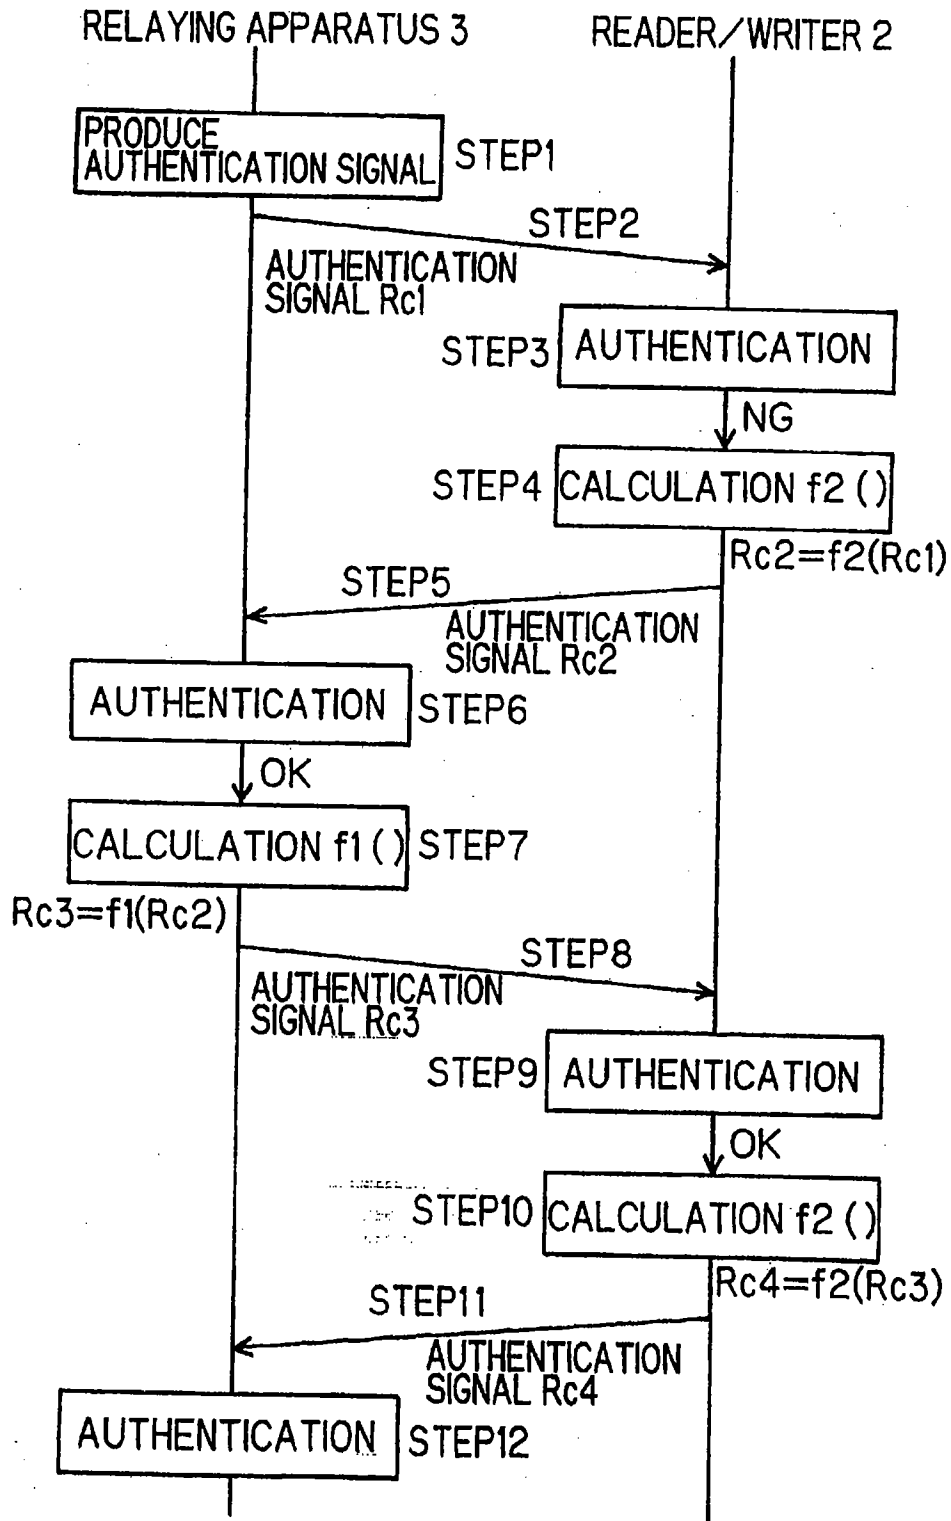 RELAYING APPARATUS 3
READER/WRITER 2
PRODUCE
AUTHENTICATION SIGNAL
STEP1
STEP2
AUTHENTICATION
SIGNAL Rc1
STEP3
AUTHENTICATION
NG
STEP4
CALCULATION f2 ( )
Rc2=f2(Rc1)
STEP5
AUTHENTICATION
SIGNAL Rc2
AUTHENTICATION
STEP6
OK
CALCULATION f1 ( )
STEP7
Rc3=f1(Rc2)
STEP8
AUTHENTICATION
SIGNAL Rc3
STEP9
AUTHENTICATION
OK
STEP10
CALCULATION f2 ( )
Rc4=f2(Rc3)
STEP11
AUTHENTICATION
SIGNAL Rc4
AUTHENTICATION
STEP12